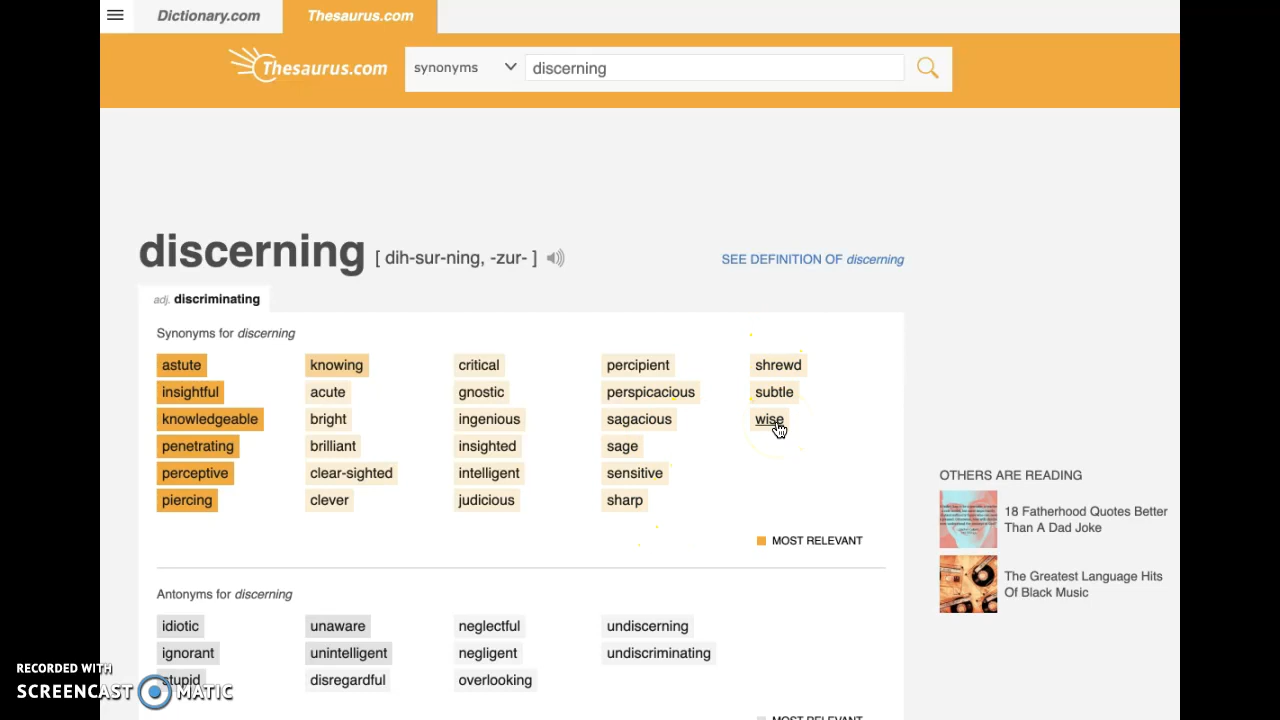 Dictionary.com
Thesaurus.com
Thesaurus.com
synonyms
discerning
discerning [ dih-sur-ning, -zur- ]
SEE DEFINITION OF discerning
adj. discriminating
Synonyms for discerning
astute knowing critical percipient shrewd
insightful acute gnostic perspicacious subtle
knowledgeable bright ingenious sagacious wise
penetrating brilliant insighted sage
perceptive clear-sighted intelligent sensitive
piercing clever judicious sharp
MOST RELEVANT
OTHERS ARE READING
18 Fatherhood Quotes Better
Than A Dad Joke
The Greatest Language Hits
Of Black Music
Antonyms for discerning
idiotic unaware neglectful undiscerning
ignorant unintelligent negligent undiscriminating
stupid disregardful overlooking
MOST RELEVANT
RECORDED WITH
SCREENCAST MATIC